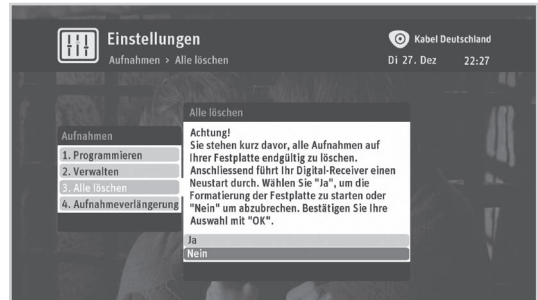 Einstellungen
Aufnahmen > Alle löschen
Kabel Deutschland
Di 27. Dez 22:27
Aufnahmen
1. Programmieren
2. Verwalten
3. Alle löschen
4. Aufnahmeverlängerung
Alle löschen
Achtung!
Sie stehen kurz davor, alle Aufnahmen auf
Ihrer Festplatte endgültig zu löschen.
Anschliessend führt Ihr Digital-Receiver einen
Neustart durch. Wählen Sie "Ja", um die
Formatierung der Festplatte zu starten oder
"Nein" um abzubrechen. Bestätigen Sie Ihre
Auswahl mit "OK".
Ja
Nein